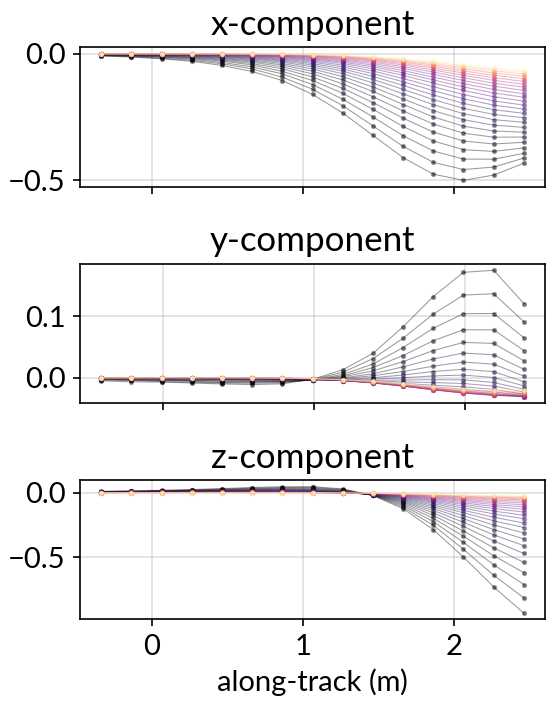 x-component
0.0
−0.5
y-component
0.1
0.0
z-component
0.0
−0.5
0 1 2
along-track (m)